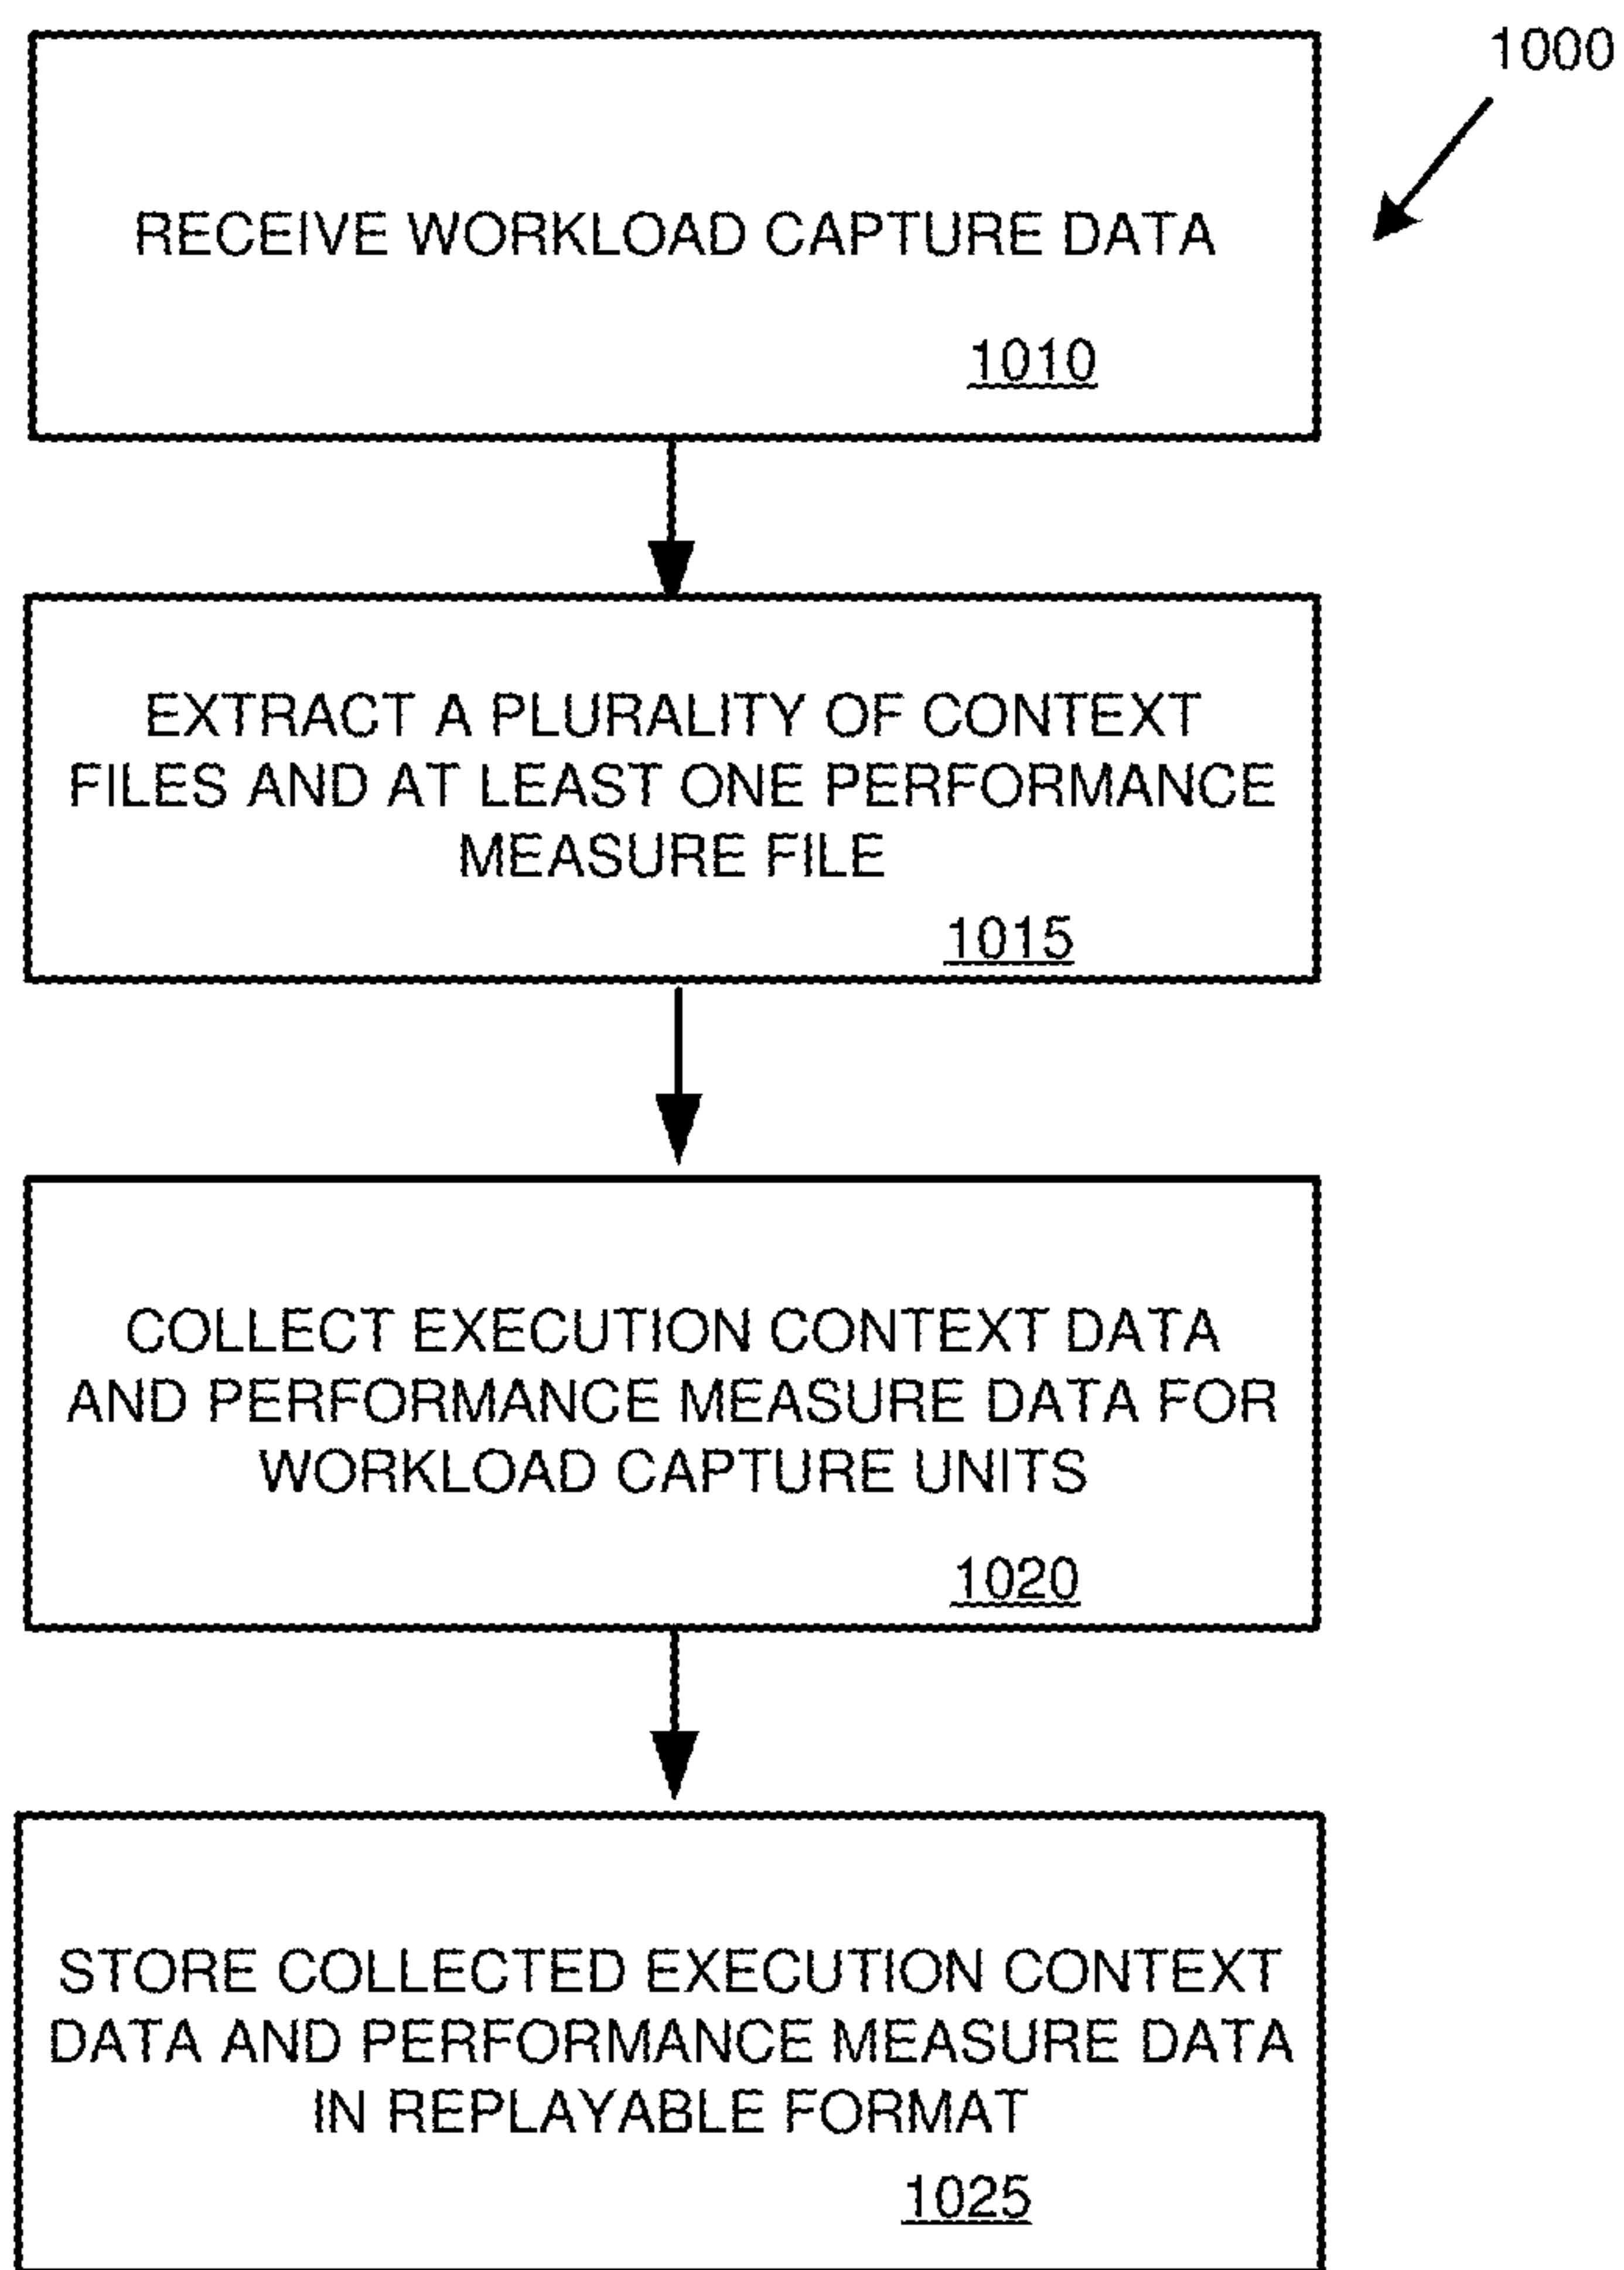 1000
RECEIVE WORKLOAD CAPTURE DATA
1010
EXTRACT A PLURALITY OF CONTEXT
FILES AND AT LEAST ONE PERFORMANCE
MEASURE FILE
1015
COLLECT EXECUTION CONTEXT DATA
AND PERFORMANCE MEASURE DATA FOR
WORKLOAD CAPTURE UNITS
1020
STORE COLLECTED EXECUTION CONTEXT
DATA AND PERFORMANCE MEASURE DATA
IN REPLAYABLE FORMAT
1025